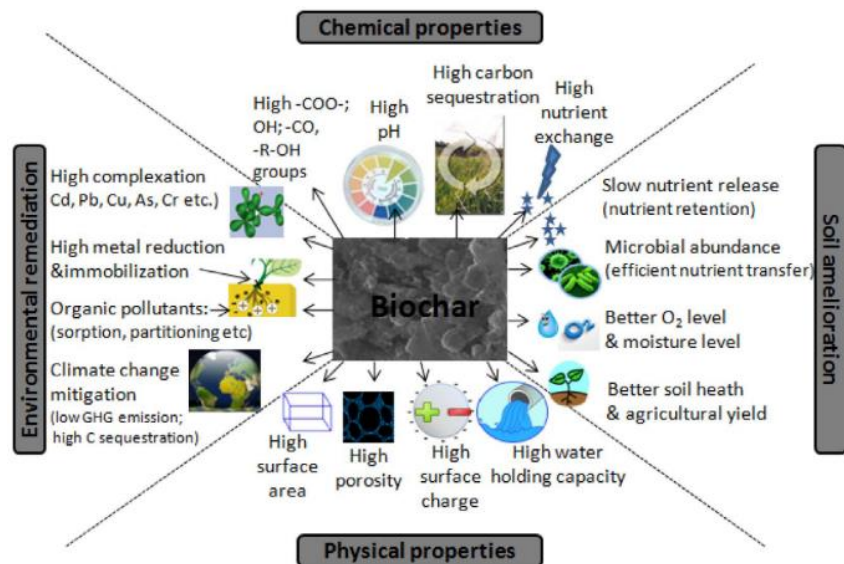 Chemical properties
High -COO-;
OH; -CO,
-R-OH
groups
High
pH
High carbon
sequestration
High
nutrient
exchange
Environmental remediation
High complexation
Cd, Pb, Cu, As, Cr etc.)
High metal reduction
&immobilization
Organic pollutants:
(sorption, partitioning etc)
Climate change
mitigation
(low GHG emission;
high C sequestration)
Biochar
Slow nutrient release
(nutrient retention)
Microbial abundance
(efficient nutrient transfer)
O2
Better O₂ level
& moisture level
Better soil heath
& agricultural yield
Soil amelioration
High
surface
area
High
porosity
High
surface
charge
High water
holding capacity
Physical properties